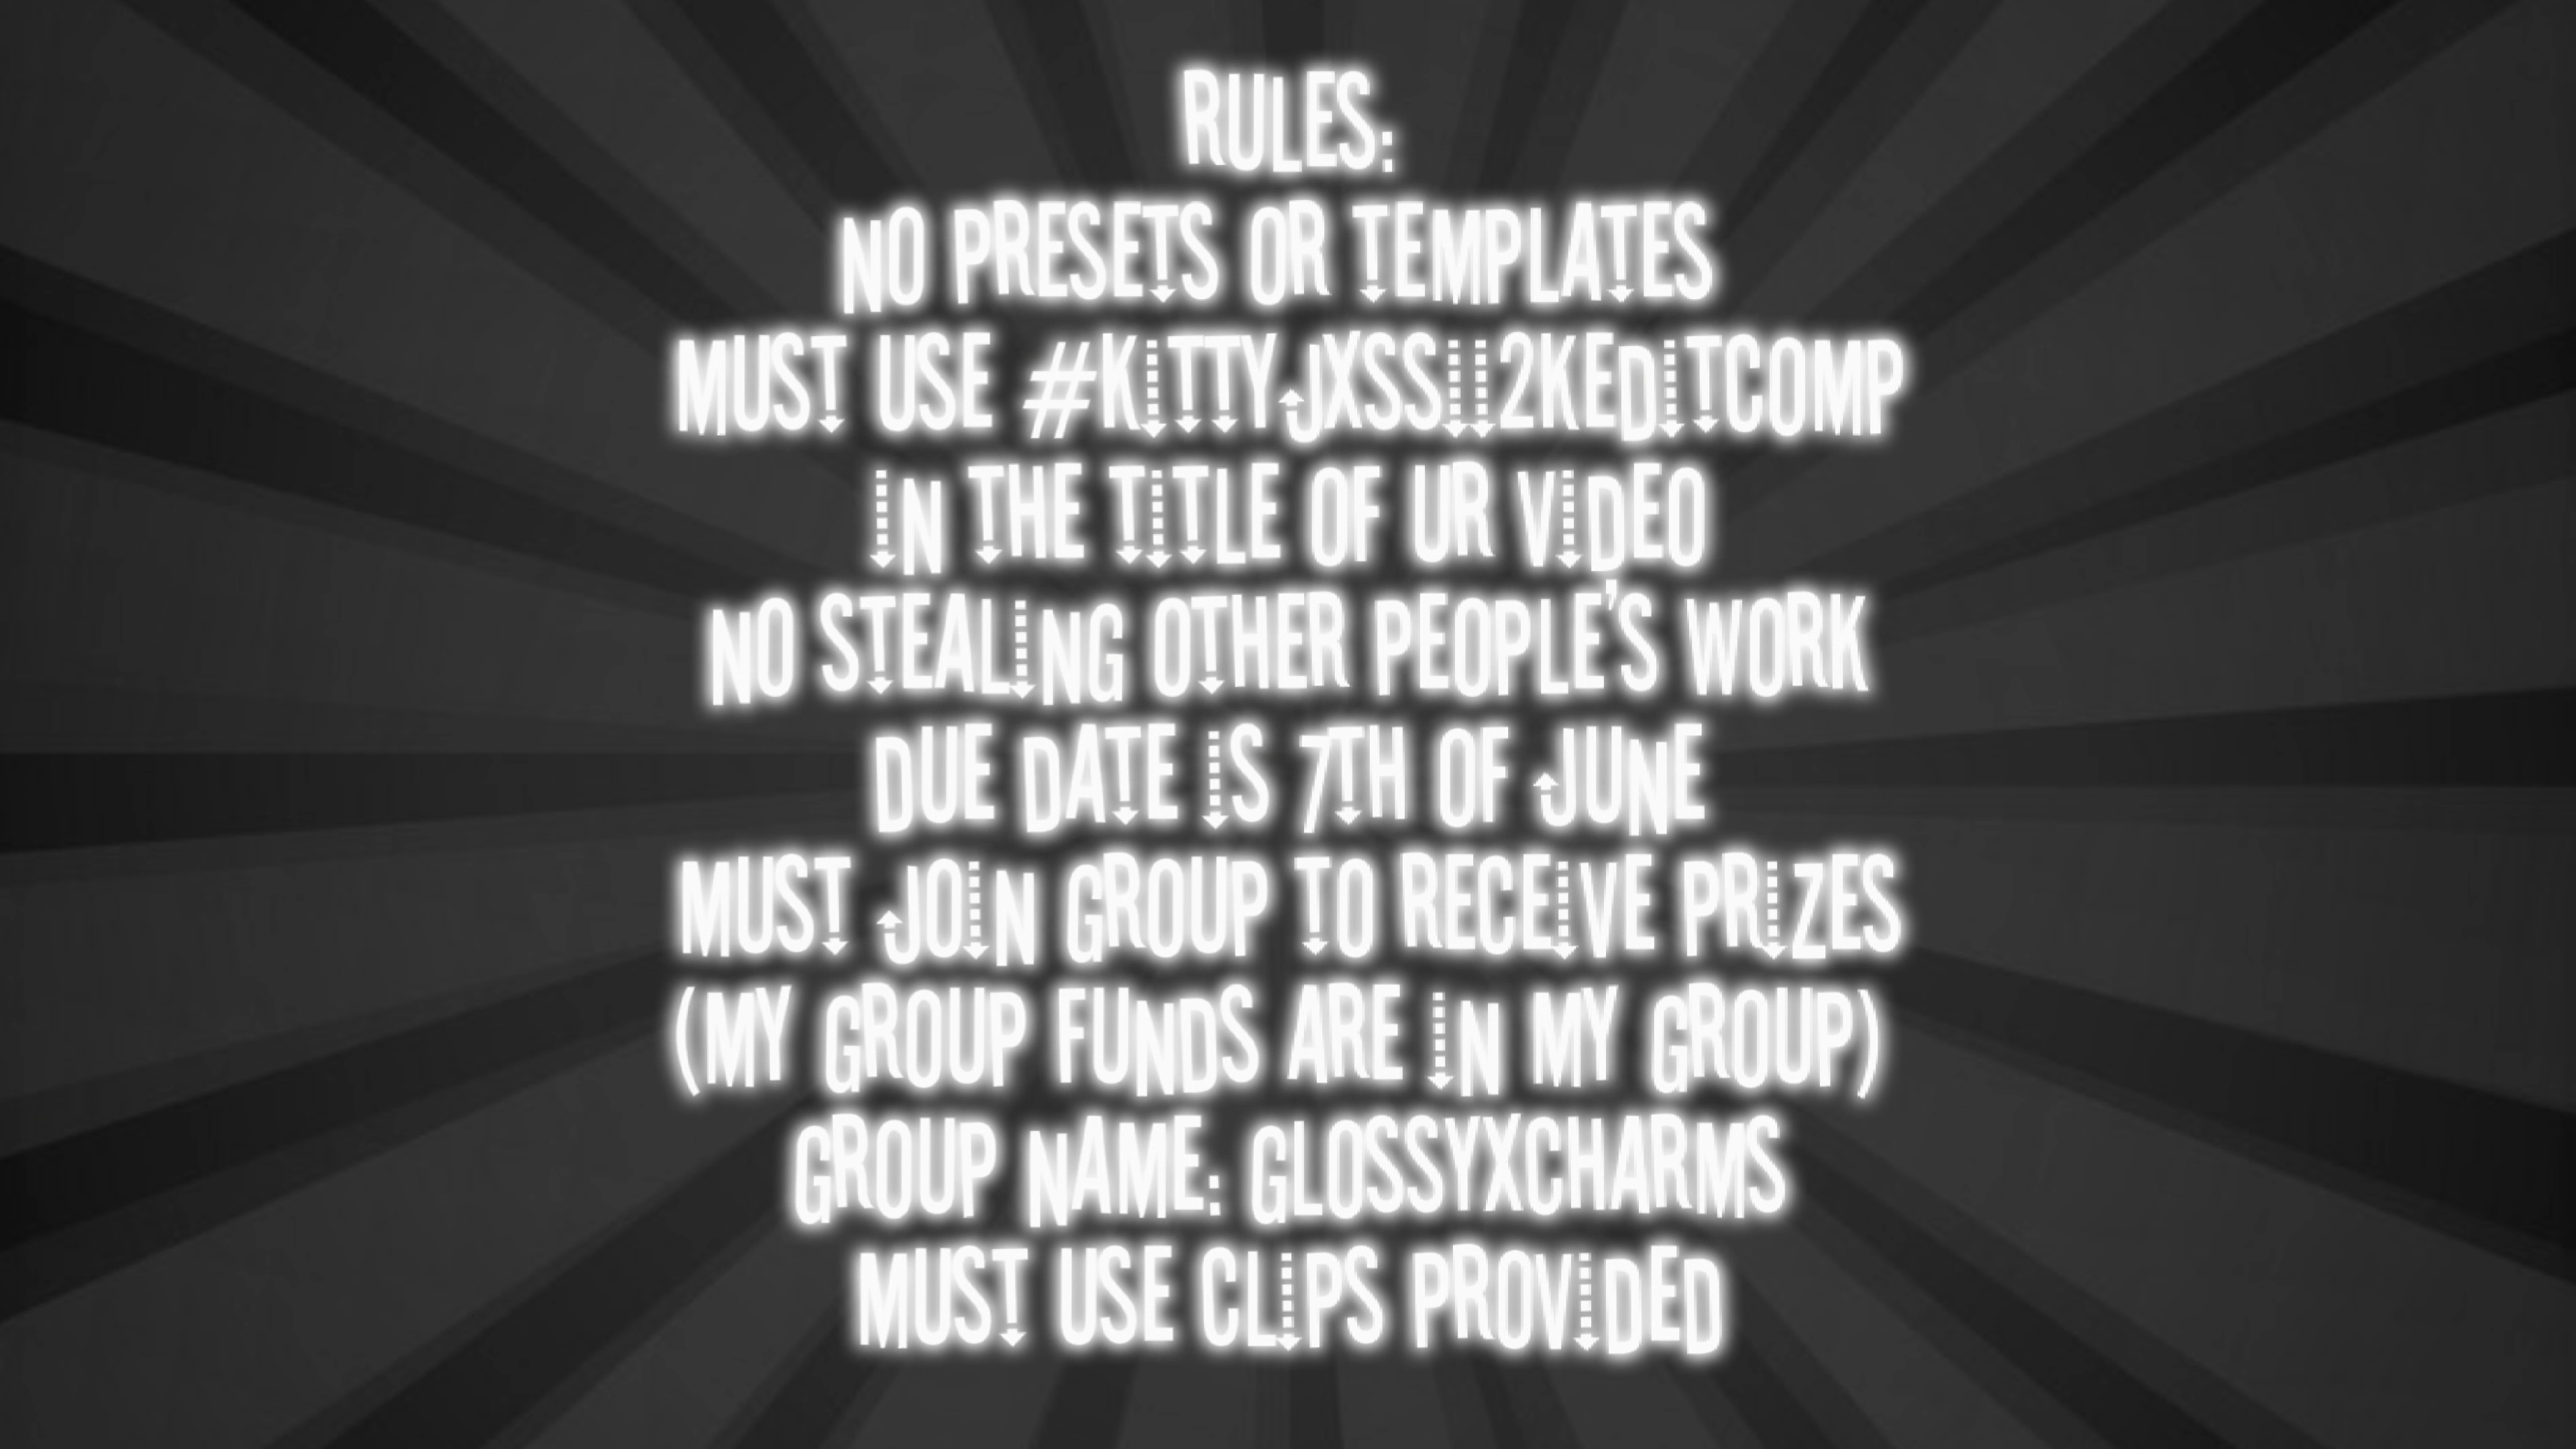 RULES:
NO PRESETS OR TEMPLATES
MUST USE #KITTYJXSSII2KEDITCOMP
IN THE TITLE OF UR VIDEO
NO STEALING OTHER PEOPLE'S WORK
DUE DATE IS 7TH OF JUNE
MUST JOIN GROUP TO RECEIVE PRIZES
(MY GROUP FUNDS ARE IN MY GROUP)
GROUP NAME: GLOSSYXCHARMS
MUST USE CLIPS PROVIDED